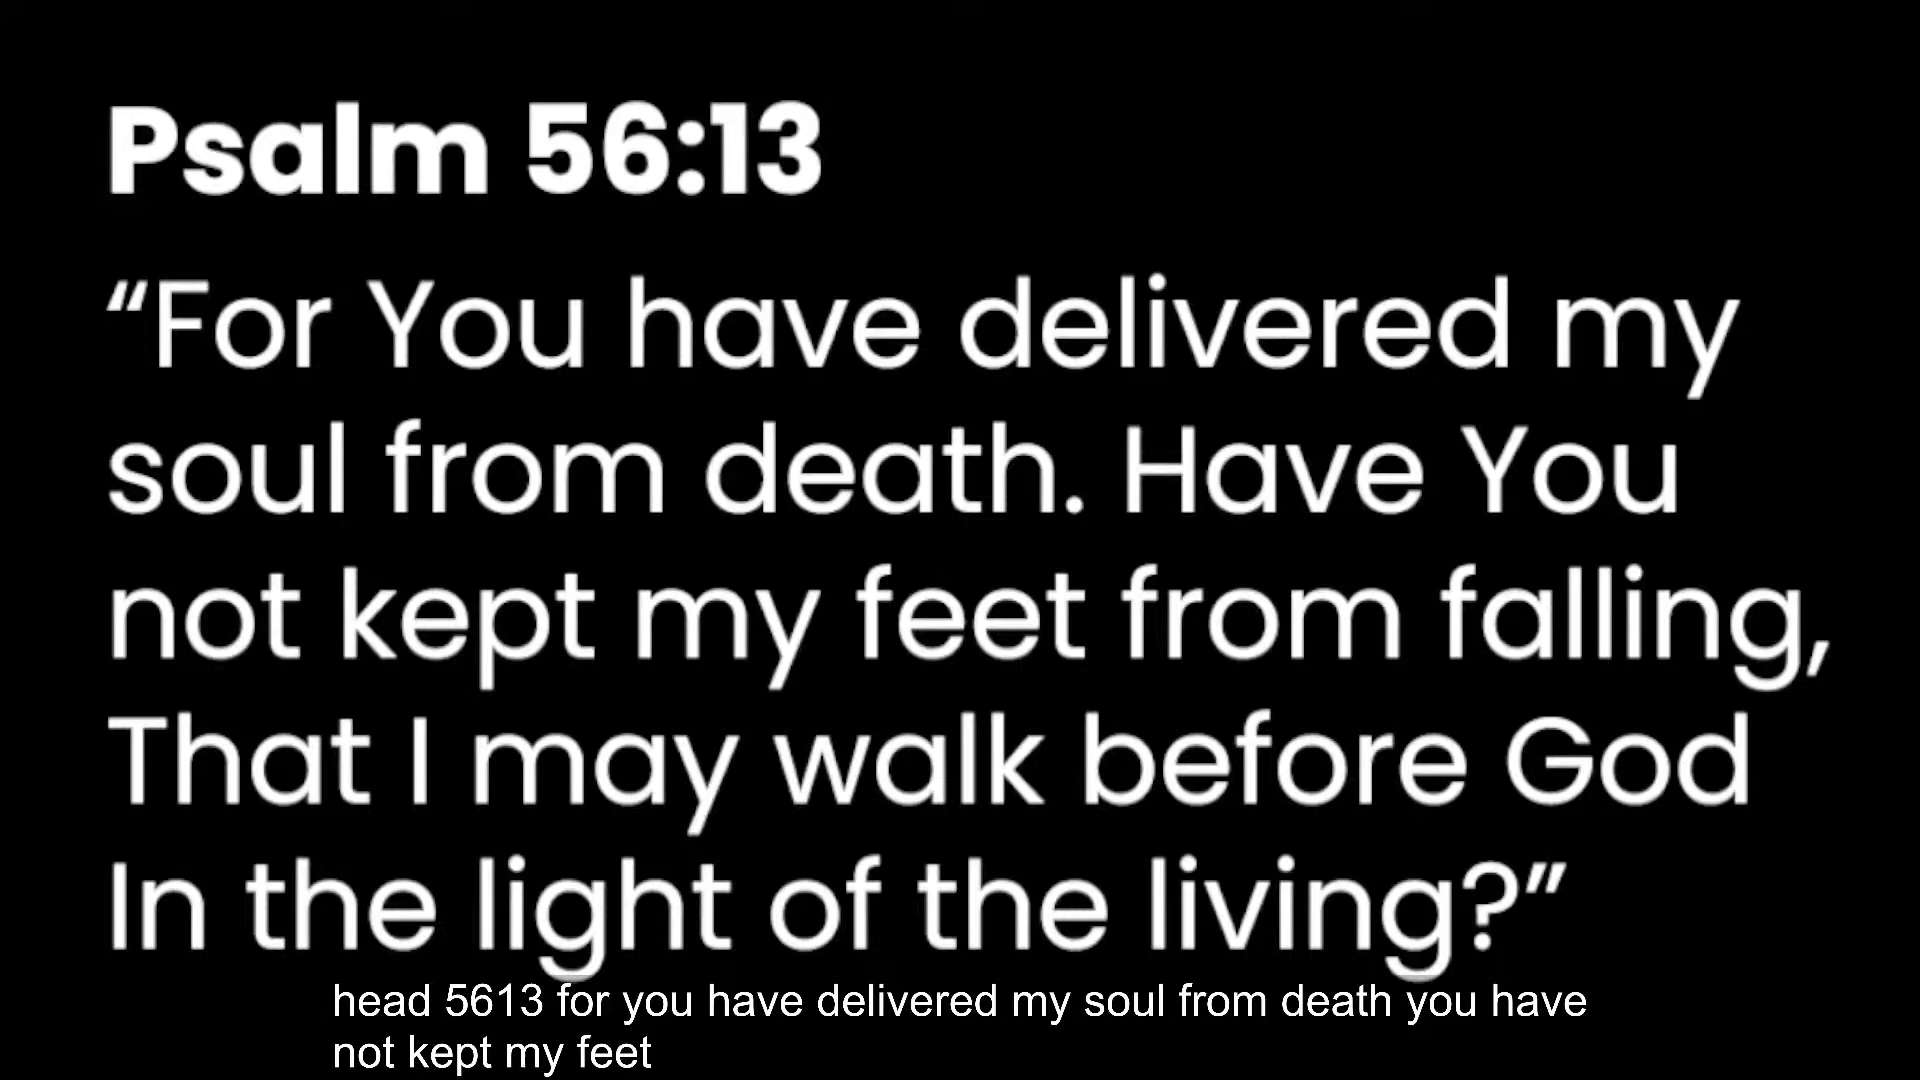 Psalm 56:13
“For You have delivered my
soul from death. Have You
not kept my feet from falling,
That I may walk before God
In the light of the living?”
head 5613 for you have delivered my soul from death you have
not kept my feet